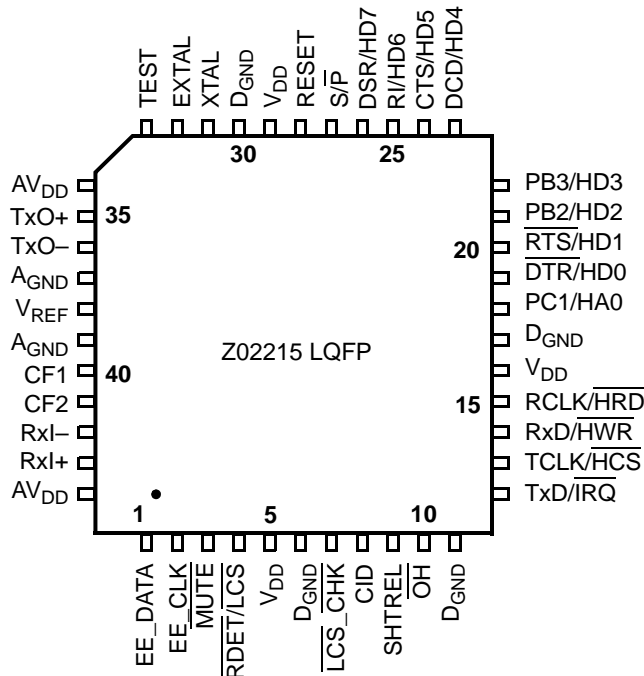 TEST
EXTAL
XTAL
DGND
VDD
RESET
S/P
DSR/HD7
RI/HD6
CTS/HD5
DCD/HD4
30
25
AVDD
TxO+
TxO–
AGND
VREF
AGND
CF1
CF2
RxI–
RxI+
AVDD
35
40
Z02215 LQFP
20
15
PB3/HD3
PB2/HD2
RTS/HD1
DTR/HD0
PC1/HA0
DGND
VDD
RCLK/HRD
RxD/HWR
TCLK/HCS
TxD/IRQ
1
5
10
EE_DATA
EE_CLK
MUTE
RDET/LCS
VDD
DGND
LCS_CHK
CID
SHTREL
OH
DGND